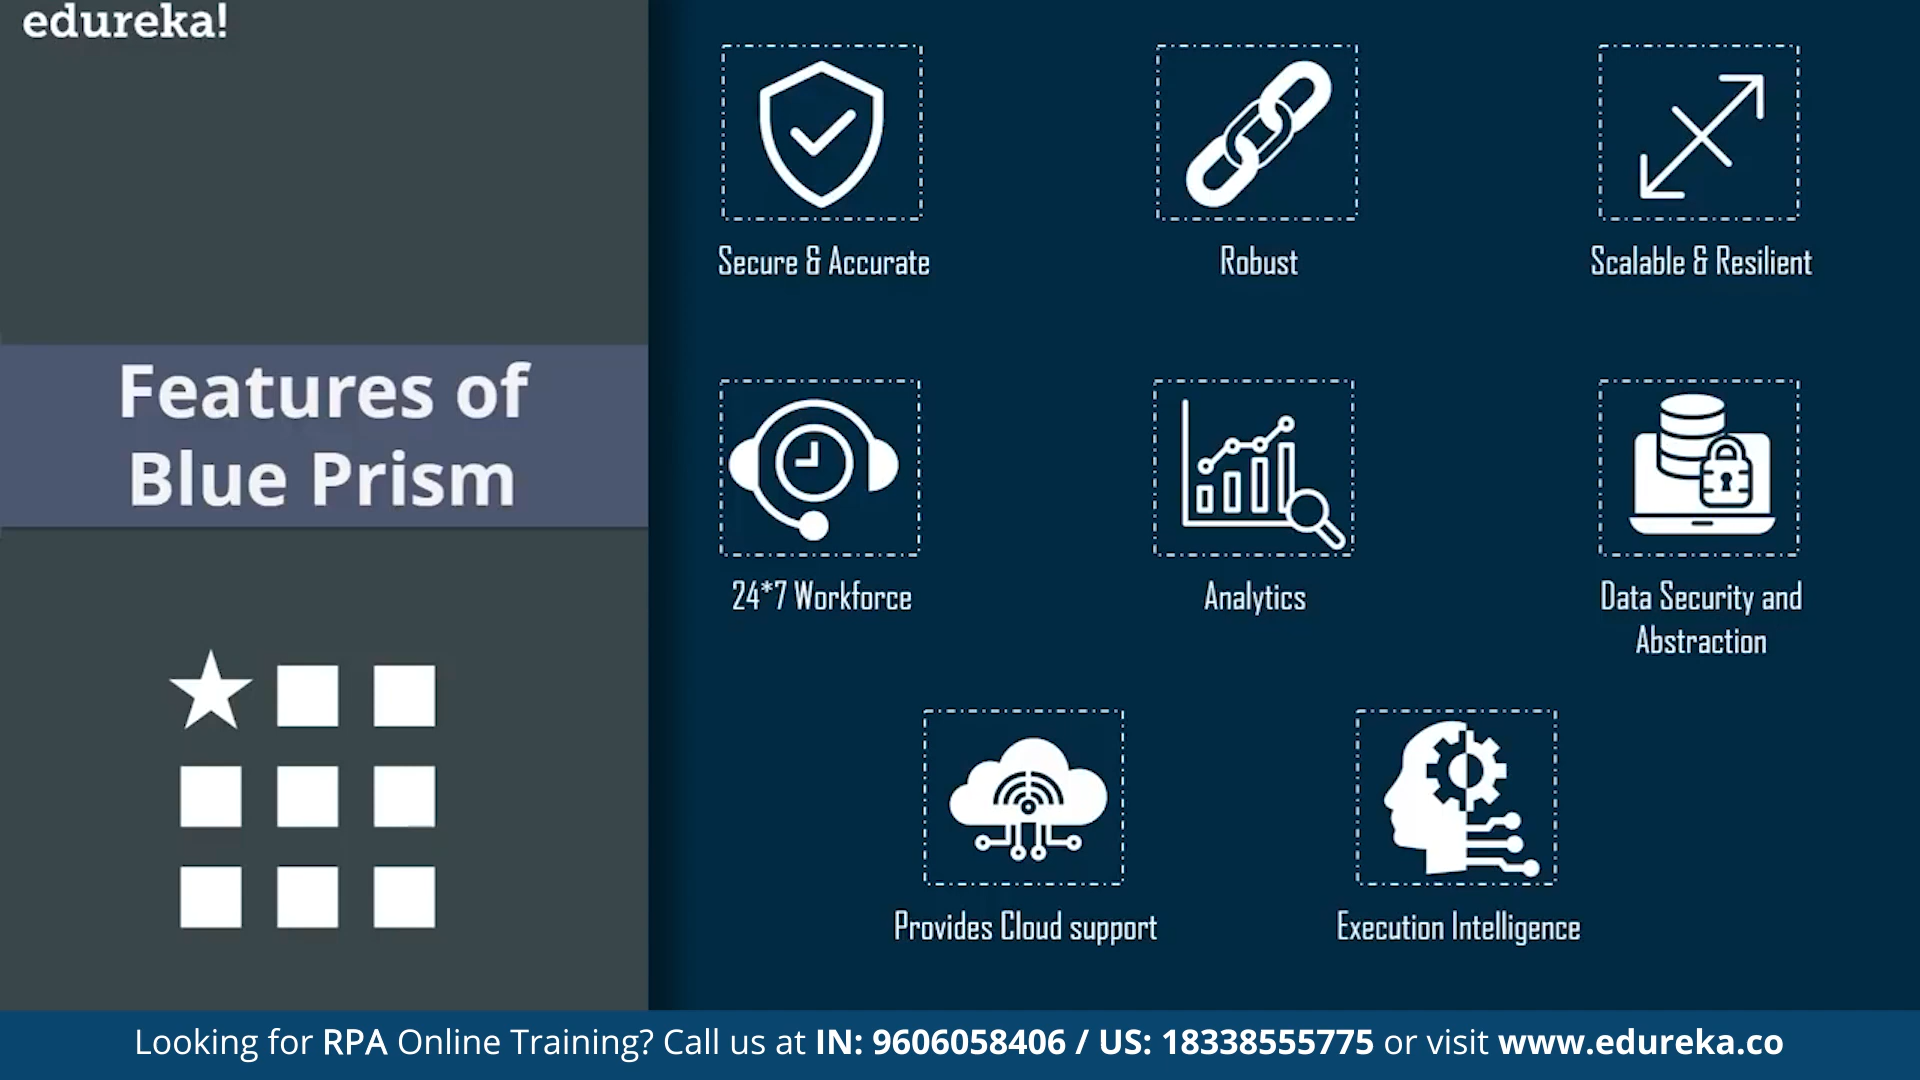 edureka!
Features of
Blue Prism
Secure & Accurate
Robust
Scalable & Resilient
24*7 Workforce
Analytics
Data Security and
Abstraction
Provides Cloud support
Execution Intelligence
Looking for RPA Online Training? Call us at IN: 9606058406 / US: 18338555775 or visit www.edureka.co